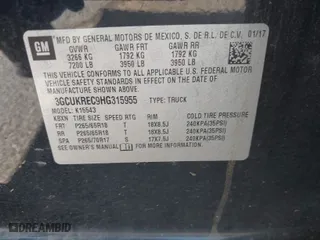 GM
MFD BY GENERAL MOTORS DE MEXICO, S. DE R.L. DE C.V. 01/17
GVWR GAWR FRT GAWR RR
3266 KG 1792 KG 1792 KG
7200 LB 3950 LB 3950 LB
THIS VEHICLE CONFORMS TO ALL APPLICABLE
U.S. FEDERAL MOTOR VEHICLE SAFETY AND THEFT
PREVENTION STANDARDS IN EFFECT ON THE DATE OF
MANUFACTURE SHOWN ABOVE.
3GCUKREC9HG315955 TYPE: TRUCK
MODEL: K15543
TIRE SIZE SPEED RTG RIM COLD TIRE PRESSURE
FRT P265/65R18 T 18X8.5J 240KPA(35PSI)
RR P265/65R18 T 18X8.5J 240KPA(35PSI)
SPA P265/70R17 S 17X7.5J 240KPA(35PSI)
SEE OWNER'S MANUAL FOR ADDITIONAL INFORMATION.